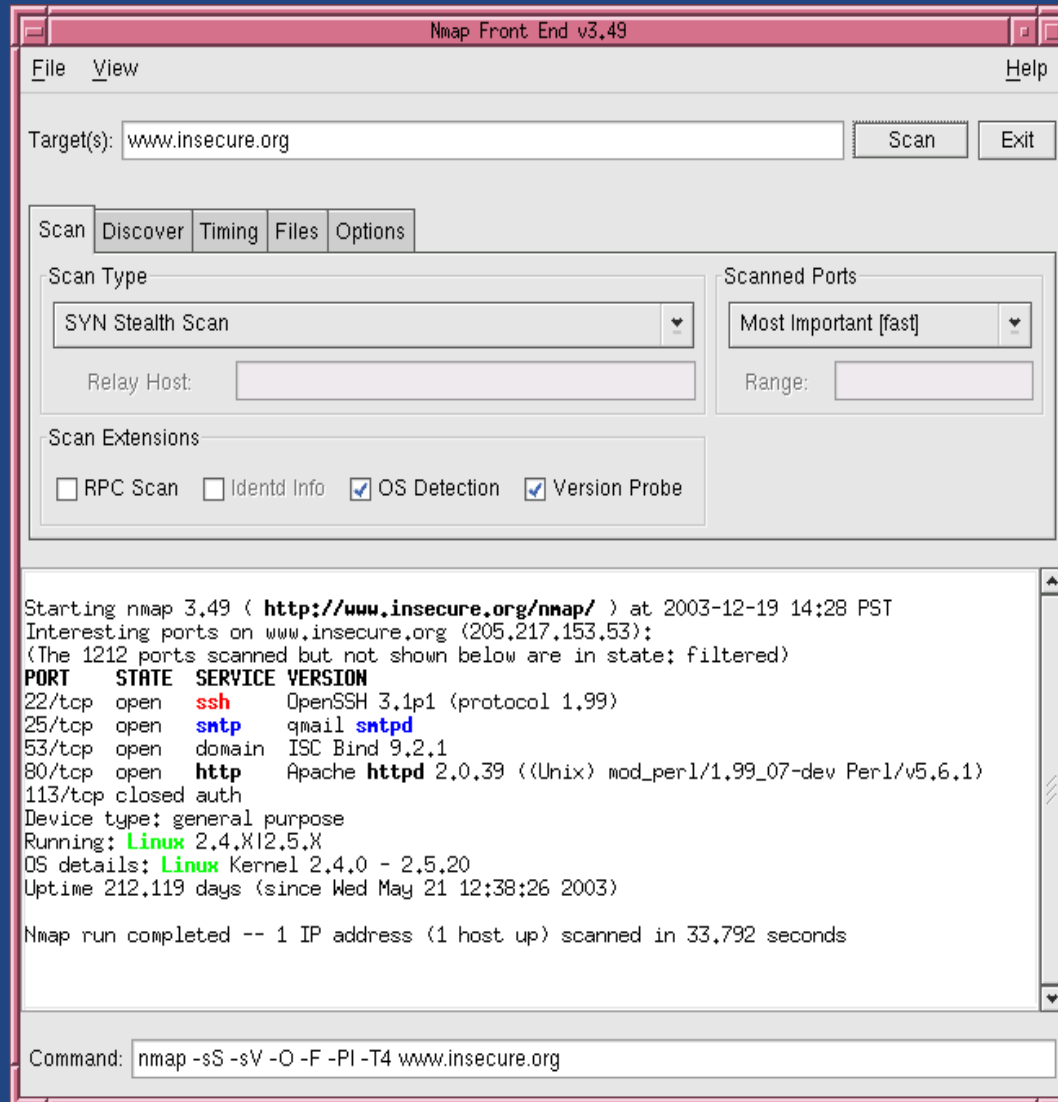 Nmap Front End v3.49
File View Help
Target(s): www.insecure.org Scan Exit
Scan Discover Timing Files Options
Scan Type Scanned Ports
SYN Stealth Scan Most Important [fast]
Relay Host: Range:
Scan Extensions
RPC Scan Identd Info OS Detection Version Probe
Starting nmap 3.49 ( http://www.insecure.org/nmap/ ) at 2003-12-19 14:28 PST
Interesting ports on www.insecure.org (205.217.153.53):
(The 1212 ports scanned but not shown below are in state: filtered)
PORT STATE SERVICE VERSION
22/tcp open ssh OpenSSH 3.1p1 (protocol 1.99)
25/tcp open smtp qmail smtpd
53/tcp open domain ISC Bind 9.2.1
80/tcp open http Apache httpd 2.0.39 ((Unix) mod_perl/1.99_07-dev Perl/v5.6.1)
113/tcp closed auth
Device type: general purpose
Running: Linux 2.4.X|2.5.X
OS details: Linux Kernel 2.4.0 - 2.5.20
Uptime 212.119 days (since Wed May 21 12:38:26 2003)
Nmap run completed -- 1 IP address (1 host up) scanned in 33.792 seconds
Command: nmap -sS -sV -O -F -PI -T4 www.insecure.org